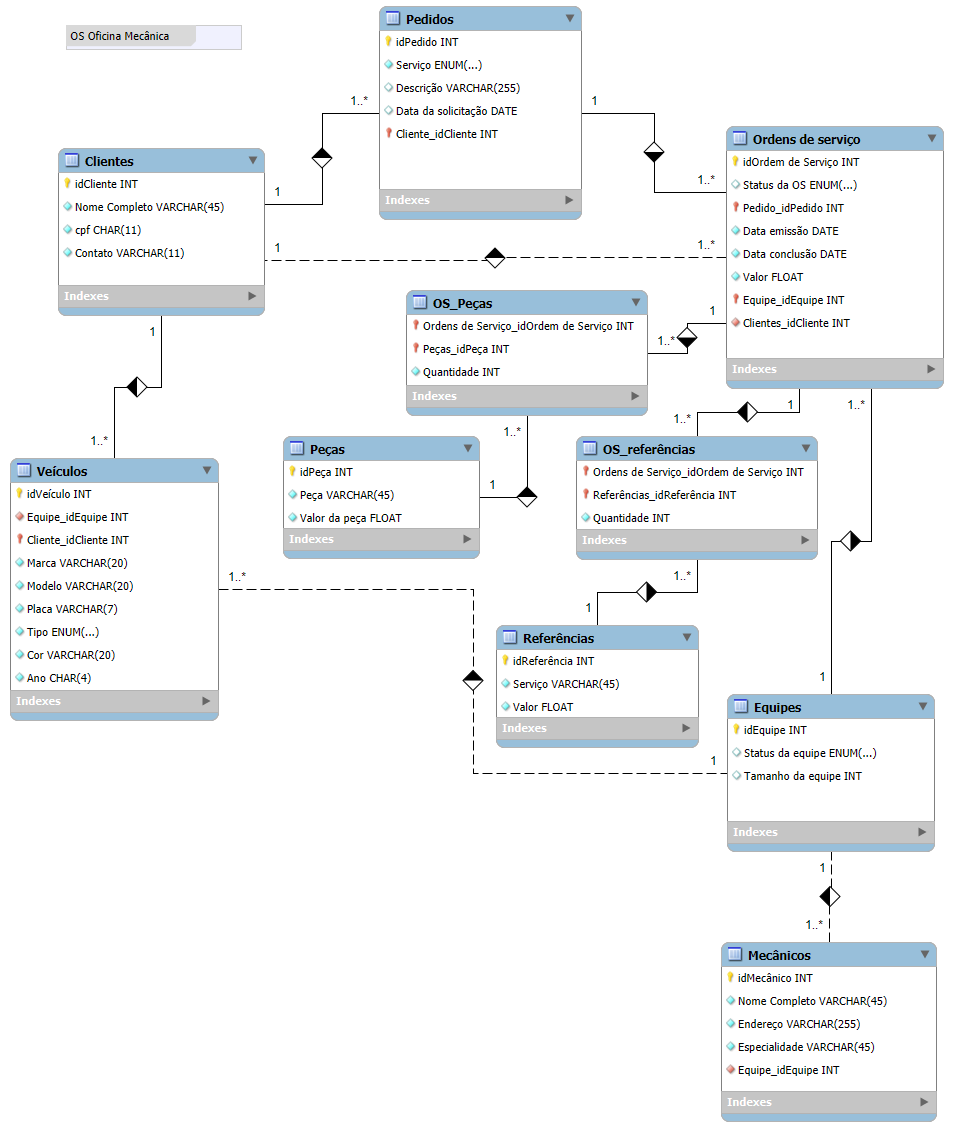 OS Oficina Mecânica
Pedidos
idPedido INT
Serviço ENUM(...)
Descrição VARCHAR(255)
Data da solicitação DATE
Cliente_idCliente INT
Indexes
1..*
1
1
1..*
Clientes
idCliente INT
Nome Completo VARCHAR(45)
cpf CHAR(11)
Contato VARCHAR(11)
Indexes
1
1..*
1
1..*
Ordens de serviço
idOrdem de Serviço INT
Status da OS ENUM(...)
Pedido_idPedido INT
Data emissão DATE
Data conclusão DATE
Valor FLOAT
Equipe_idEquipe INT
Clientes_idCliente INT
Indexes
OS_Peças
Ordens de Serviço_idOrdem de Serviço INT
Peças_idPeça INT
Quantidade INT
Indexes
1
1..*
1..*
1
Peças
idPeça INT
Peça VARCHAR(45)
Valor da peça FLOAT
Indexes
1
1..*
OS_referências
Ordens de Serviço_idOrdem de Serviço INT
Referências_idReferência INT
Quantidade INT
Indexes
1..*
1
Referências
idReferência INT
Serviço VARCHAR(45)
Valor FLOAT
Indexes
Veículos
idVeículo INT
Equipe_idEquipe INT
Cliente_idCliente INT
Marca VARCHAR(20)
Modelo VARCHAR(20)
Placa VARCHAR(7)
Tipo ENUM(...)
Cor VARCHAR(20)
Ano CHAR(4)
Indexes
1..*
1
1..*
1
Equipes
idEquipe INT
Status da equipe ENUM(...)
Tamanho da equipe INT
Indexes
1
1..*
Mecânicos
idMecânico INT
Nome Completo VARCHAR(45)
Endereço VARCHAR(255)
Especialidade VARCHAR(45)
Equipe_idEquipe INT
Indexes